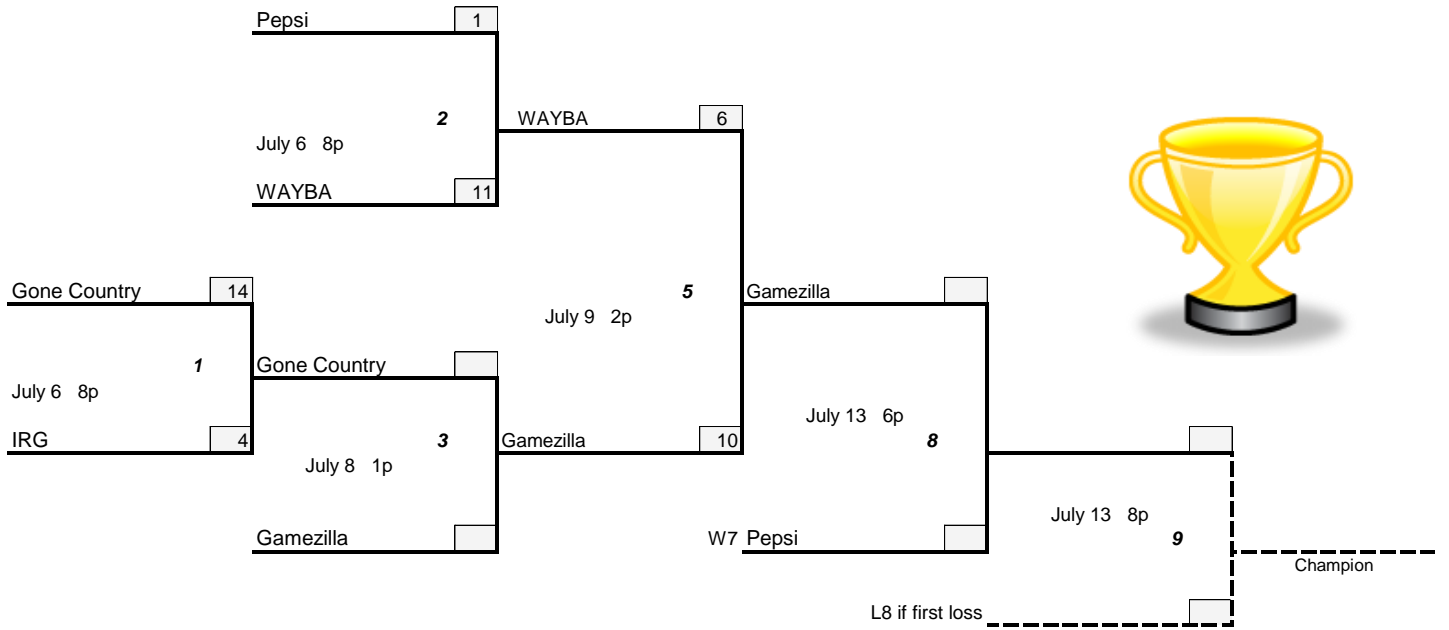 Pepsi 1
2 WAYBA 6
July 6 8p
WAYBA 11
Gone Country 14
5 Gamezilla
July 9 2p
1 Gone Country
July 6 8p
July 13 6p
IRG 4
3 Gamezilla 10 8
July 8 1p
July 13 8p
Gamezilla
W7 Pepsi 9
Champion
L8 if first loss